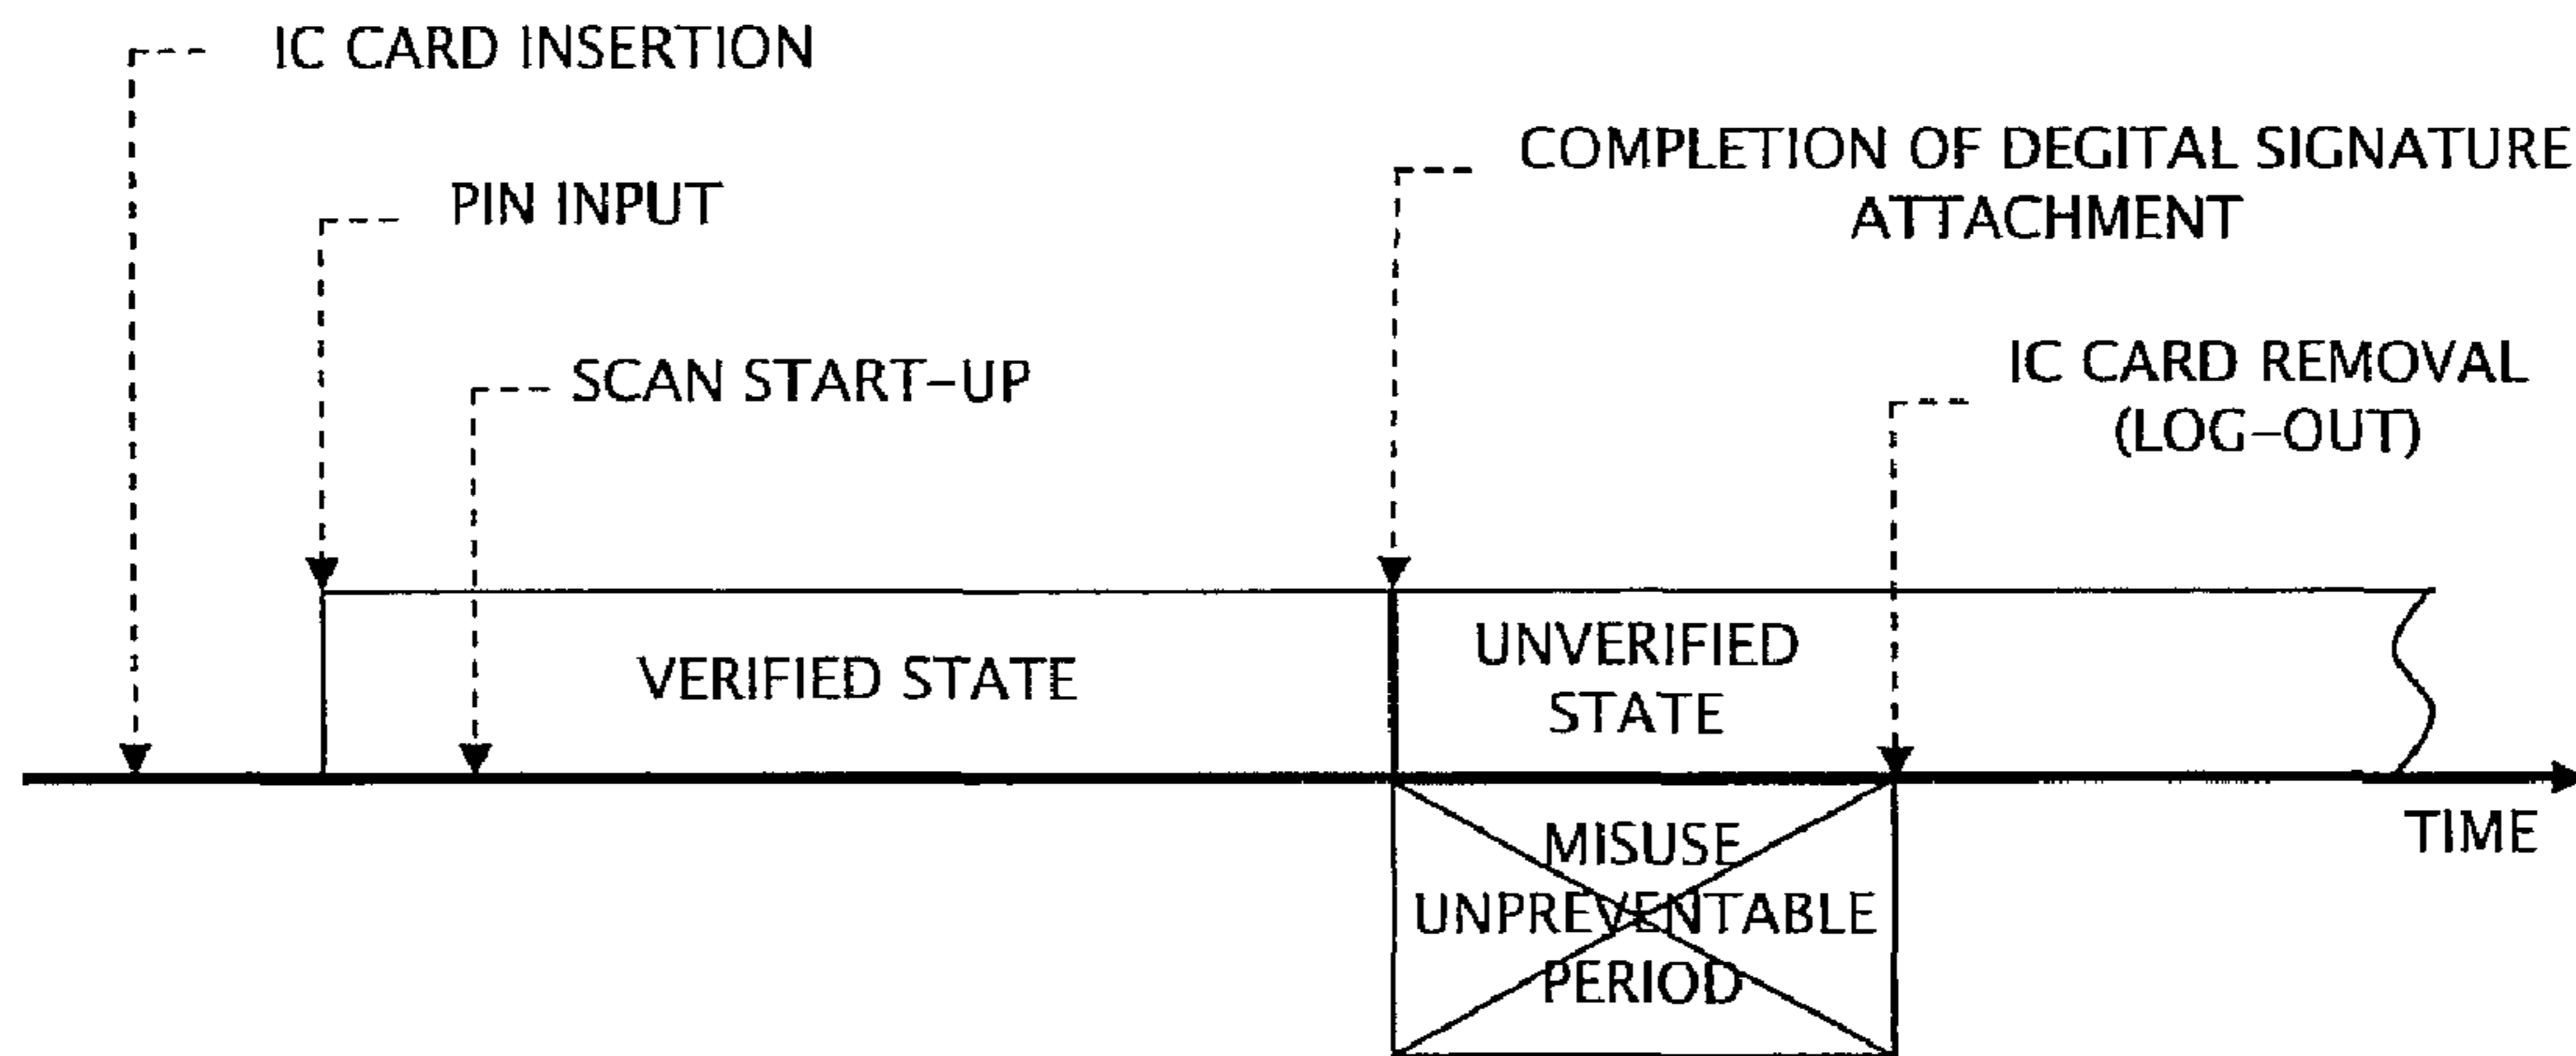 IC CARD INSERTION
PIN INPUT
SCAN START-UP
COMPLETION OF DEGITAL SIGNATURE
ATTACHMENT
IC CARD REMOVAL
(LOG-OUT)
VERIFIED STATE
UNVERIFIED
STATE
TIME
MISUSE
UNPREVENTABLE
PERIOD